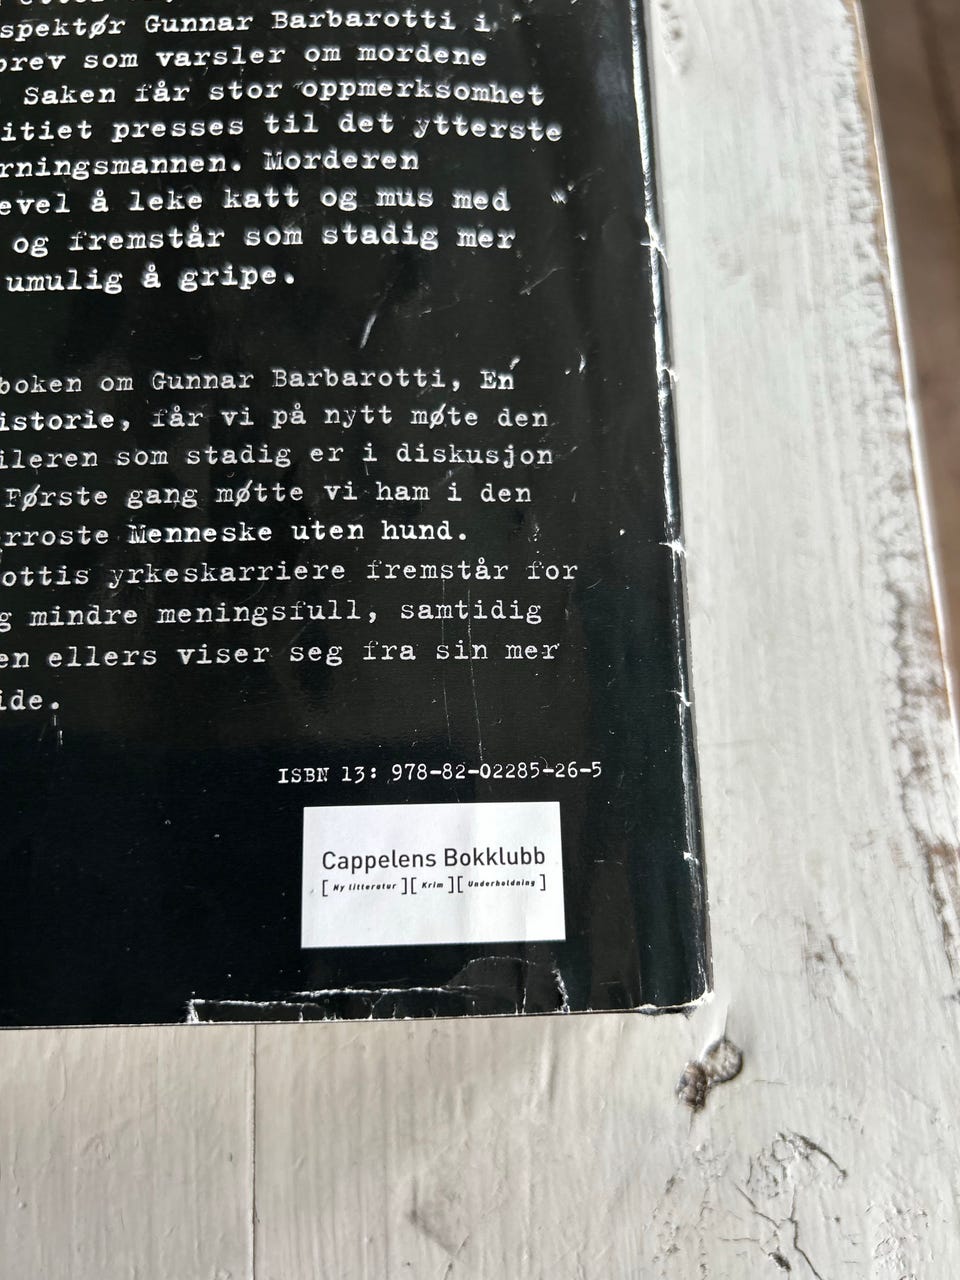 spektør Gunnar Barbarotti i
brev som varsler om mordene
Saken får stor oppmerksomhet
itiet presses til det ytterste
rningsmannen. Morderen
evel å leke katt og mus med
og fremstår som stadig mer
umulig å gripe.
boken om Gunnar Barbarotti, En
istorie, får vi på nytt møte den
ileren som stadig er i diskusjon
Første gang møtte vi ham i den
rroste Menneske uten hund.
ottis yrkeskarriere fremstår for
g mindre meningsfull, samtidig
en ellers viser seg fra sin mer
ide.
ISBN 13: 978-82-02285-26-5
Cappelens Bokklubb
[ Ny litteratur ][ Krim ][ Underholdning ]